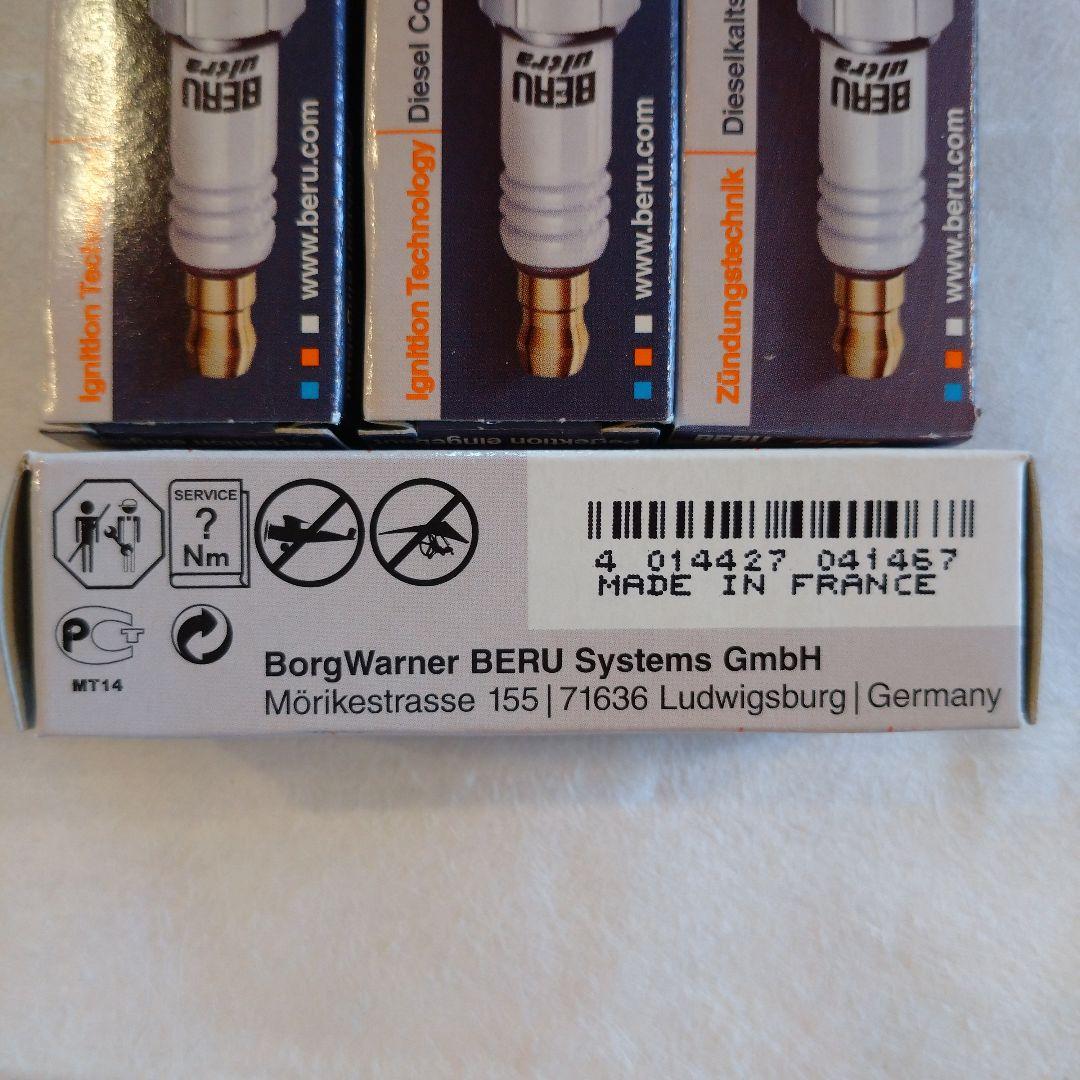 BERU
ultra
www.beru.com
Ignition
Diesel Co
BERU
ultra
Ignition Technology
www.beru.com
Dieselkalts
BERU
ultra
Zündungstechnik
www.beru.com
SERVICE
?
Nm
4 014427 041467
MADE IN FRANCE
PCT
MT14
BorgWarner BERU Systems GmbH
Mörikestrasse 155 | 71636 Ludwigsburg | Germany